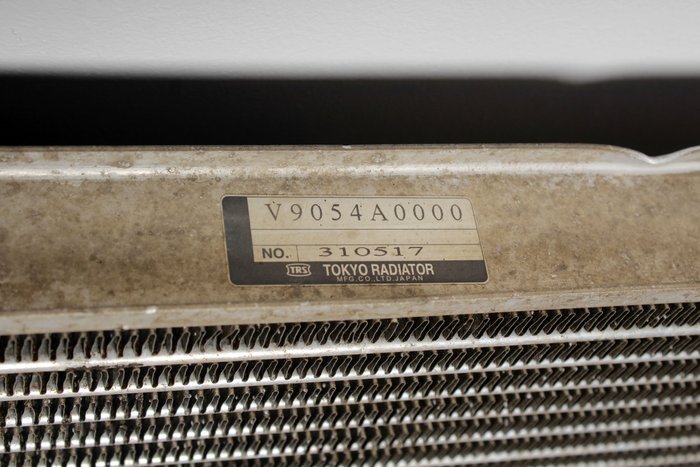 V9054A0000
NO. 310517
TRS TOKYO RADIATOR
MFG.CO.,LTD.JAPAN